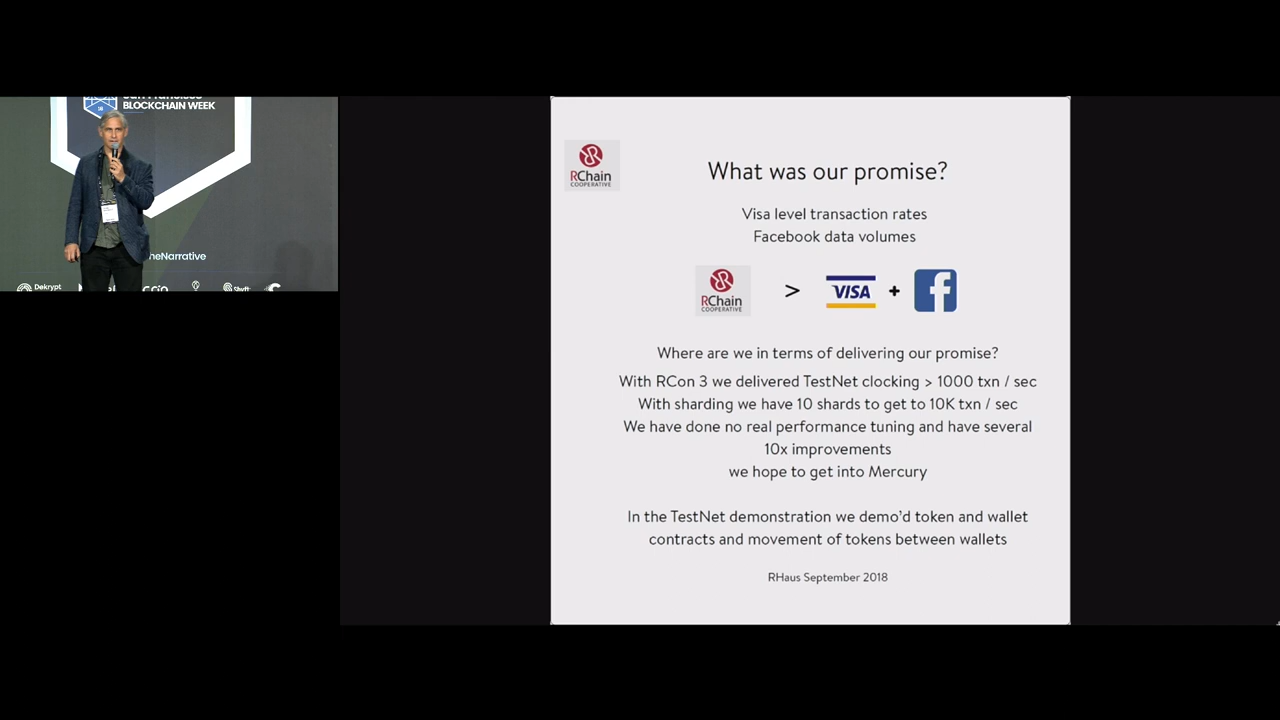 BLOCKCHAIN WEEK
Dekrypt
RChain
COOPERATIVE
What was our promise?
Visa level transaction rates
Facebook data volumes
RChain
COOPERATIVE
>
VISA
+
f
Where are we in terms of delivering our promise?
With RCon 3 we delivered TestNet clocking > 1000 txn / sec
With sharding we have 10 shards to get to 10K txn / sec
We have done no real performance tuning and have several
10x improvements
we hope to get into Mercury
In the TestNet demonstration we demo'd token and wallet
contracts and movement of tokens between wallets
RHaus September 2018